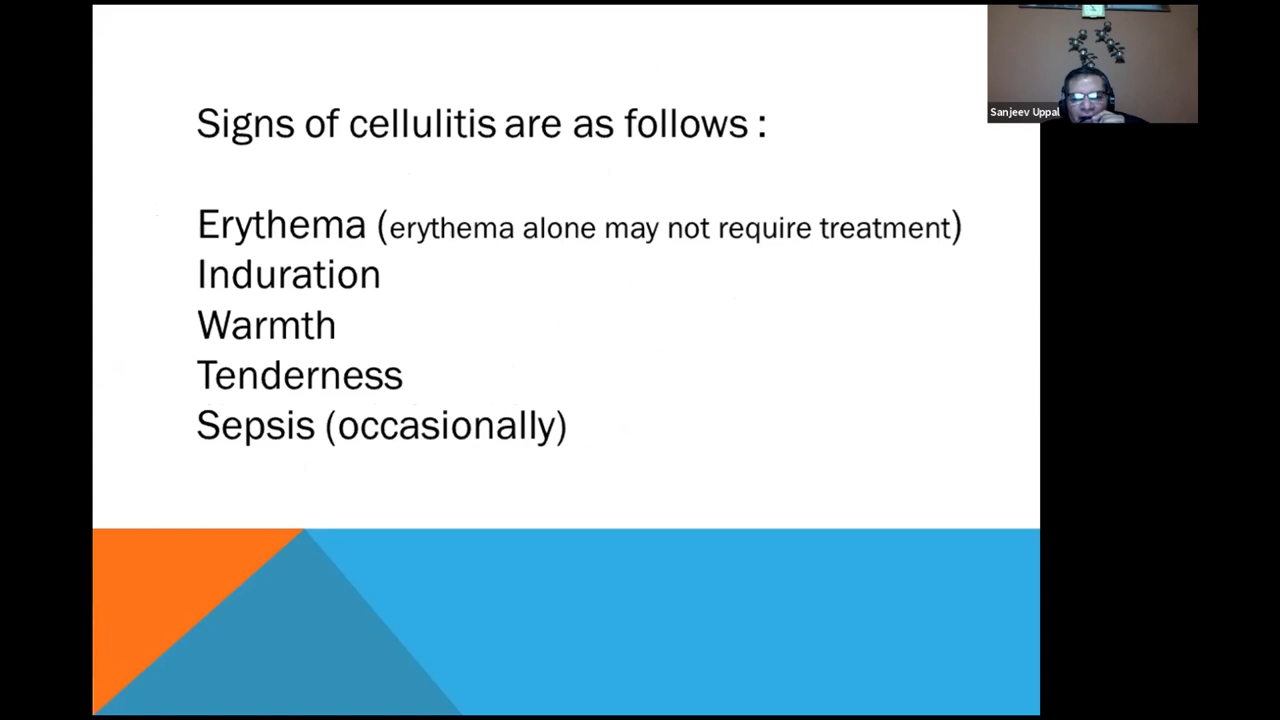 Signs of cellulitis are as follows :
Erythema (erythema alone may not require treatment)
Induration
Warmth
Tenderness
Sepsis (occasionally)
Sanjeev Uppal